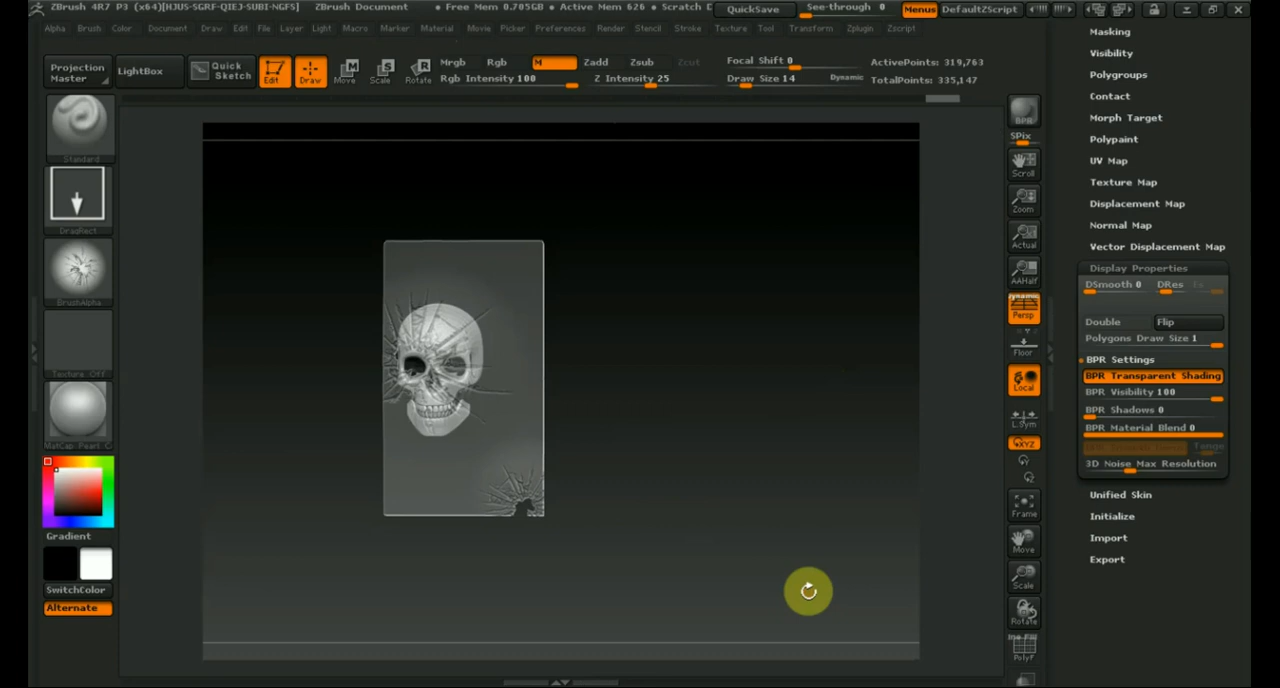 ZBrush 4R7 P3 (x64)[HJUS-SGRF-QIEJ-SUBI-NGFS] ZBrush Document • Free Mem 0.705GB • Active Mem 626 • Scratch D QuickSave See-through 0 Menus DefaultZScript
Alpha Brush Color Document Draw Edit File Layer Light Macro Marker Material Movie Picker Preferences Render Stencil Stroke Texture Tool Transform Zplugin Zscript
Projection Master
LightBox
Quick Sketch
Edit
Draw
Move
Scale
Rotate
Mrgb Rgb M Zadd Zsub Zcut
Rgb Intensity 100 Z Intensity 25
Focal Shift 0
Draw Size 14 Dynamic
ActivePoints: 319,763
TotalPoints: 335,147
Standard
DragRect
BrushAlpha
Texture Off
MatCap Pearl C
Gradient
SwitchColor
Alternate
BPR
SPix
Scroll
Zoom
Actual
AAHalf
Dynamic
Persp
Floor
Local
L.Sym
XYZ
Frame
Move
Scale
Rotate
Line Fill
PolyF
Masking
Visibility
Polygroups
Contact
Morph Target
Polypaint
UV Map
Texture Map
Displacement Map
Normal Map
Vector Displacement Map
Display Properties
DSmooth 0 DRes
Double Flip
Polygons Draw Size 1
BPR Settings
BPR Transparent Shading
BPR Visibility 100
BPR Shadows 0
BPR Material Blend 0
3D Noise Max Resolution
Unified Skin
Initialize
Import
Export